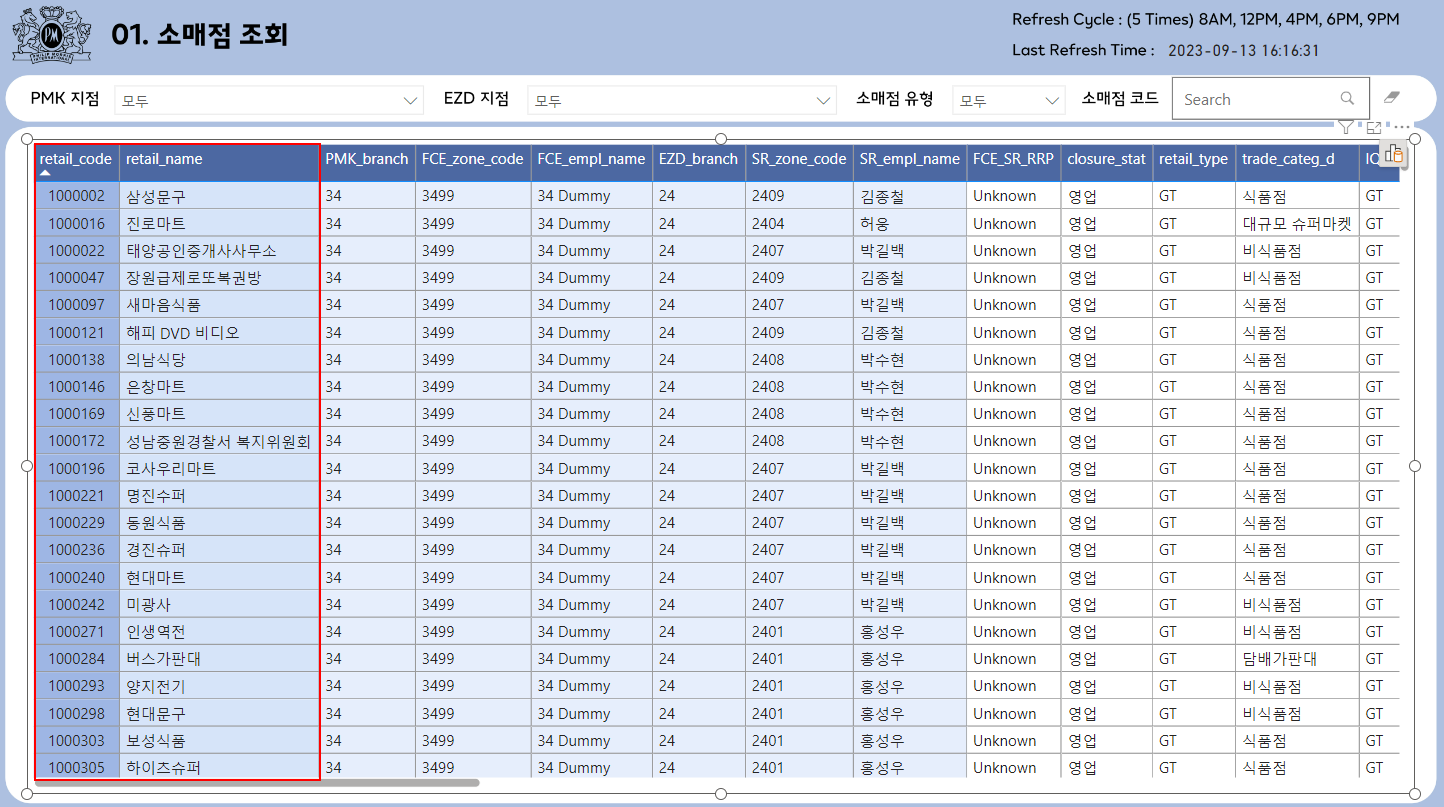 PM
PHILIP MORRIS
INTERNATIONAL
01. 소매점 조회
Refresh Cycle : (5 Times) 8AM, 12PM, 4PM, 6PM, 9PM
Last Refresh Time : 2023-09-13 16:16:31
PMK 지점 모두 EZD 지점 모두 소매점 유형 모두 소매점 코드 Search
retail_code retail_name PMK_branch FCE_zone_code FCE_empl_name EZD_branch SR_zone_code SR_empl_name FCE_SR_RRP closure_stat retail_type trade_categ_d
1000002 삼성문구 34 3499 34 Dummy 24 2409 김종철 Unknown 영업 GT 식품점 GT
1000016 진로마트 34 3499 34 Dummy 24 2404 허웅 Unknown 영업 GT 대규모 슈퍼마켓 GT
1000022 태양공인중개사사무소 34 3499 34 Dummy 24 2407 박길백 Unknown 영업 GT 비식품점 GT
1000047 장원급제로또복권방 34 3499 34 Dummy 24 2409 김종철 Unknown 영업 GT 비식품점 GT
1000097 새마음식품 34 3499 34 Dummy 24 2407 박길백 Unknown 영업 GT 식품점 GT
1000121 해피 DVD 비디오 34 3499 34 Dummy 24 2409 김종철 Unknown 영업 GT 식품점 GT
1000138 의남식당 34 3499 34 Dummy 24 2408 박수현 Unknown 영업 GT 식품점 GT
1000146 은창마트 34 3499 34 Dummy 24 2408 박수현 Unknown 영업 GT 식품점 GT
1000169 신풍마트 34 3499 34 Dummy 24 2408 박수현 Unknown 영업 GT 식품점 GT
1000172 성남중원경찰서 복지위원회 34 3499 34 Dummy 24 2408 박수현 Unknown 영업 GT 식품점 GT
1000196 코사우리마트 34 3499 34 Dummy 24 2407 박길백 Unknown 영업 GT 식품점 GT
1000221 명진수퍼 34 3499 34 Dummy 24 2407 박길백 Unknown 영업 GT 식품점 GT
1000229 동원식품 34 3499 34 Dummy 24 2407 박길백 Unknown 영업 GT 식품점 GT
1000236 경진슈퍼 34 3499 34 Dummy 24 2407 박길백 Unknown 영업 GT 식품점 GT
1000240 현대마트 34 3499 34 Dummy 24 2407 박길백 Unknown 영업 GT 식품점 GT
1000242 미광사 34 3499 34 Dummy 24 2407 박길백 Unknown 영업 GT 비식품점 GT
1000271 인생역전 34 3499 34 Dummy 24 2401 홍성우 Unknown 영업 GT 비식품점 GT
1000284 버스가판대 34 3499 34 Dummy 24 2401 홍성우 Unknown 영업 GT 담배가판대 GT
1000293 양지전기 34 3499 34 Dummy 24 2401 홍성우 Unknown 영업 GT 비식품점 GT
1000298 현대문구 34 3499 34 Dummy 24 2401 홍성우 Unknown 영업 GT 비식품점 GT
1000303 보성식품 34 3499 34 Dummy 24 2401 홍성우 Unknown 영업 GT 식품점 GT
1000305 하이츠슈퍼 34 3499 34 Dummy 24 2401 홍성우 Unknown 영업 GT 식품점 GT